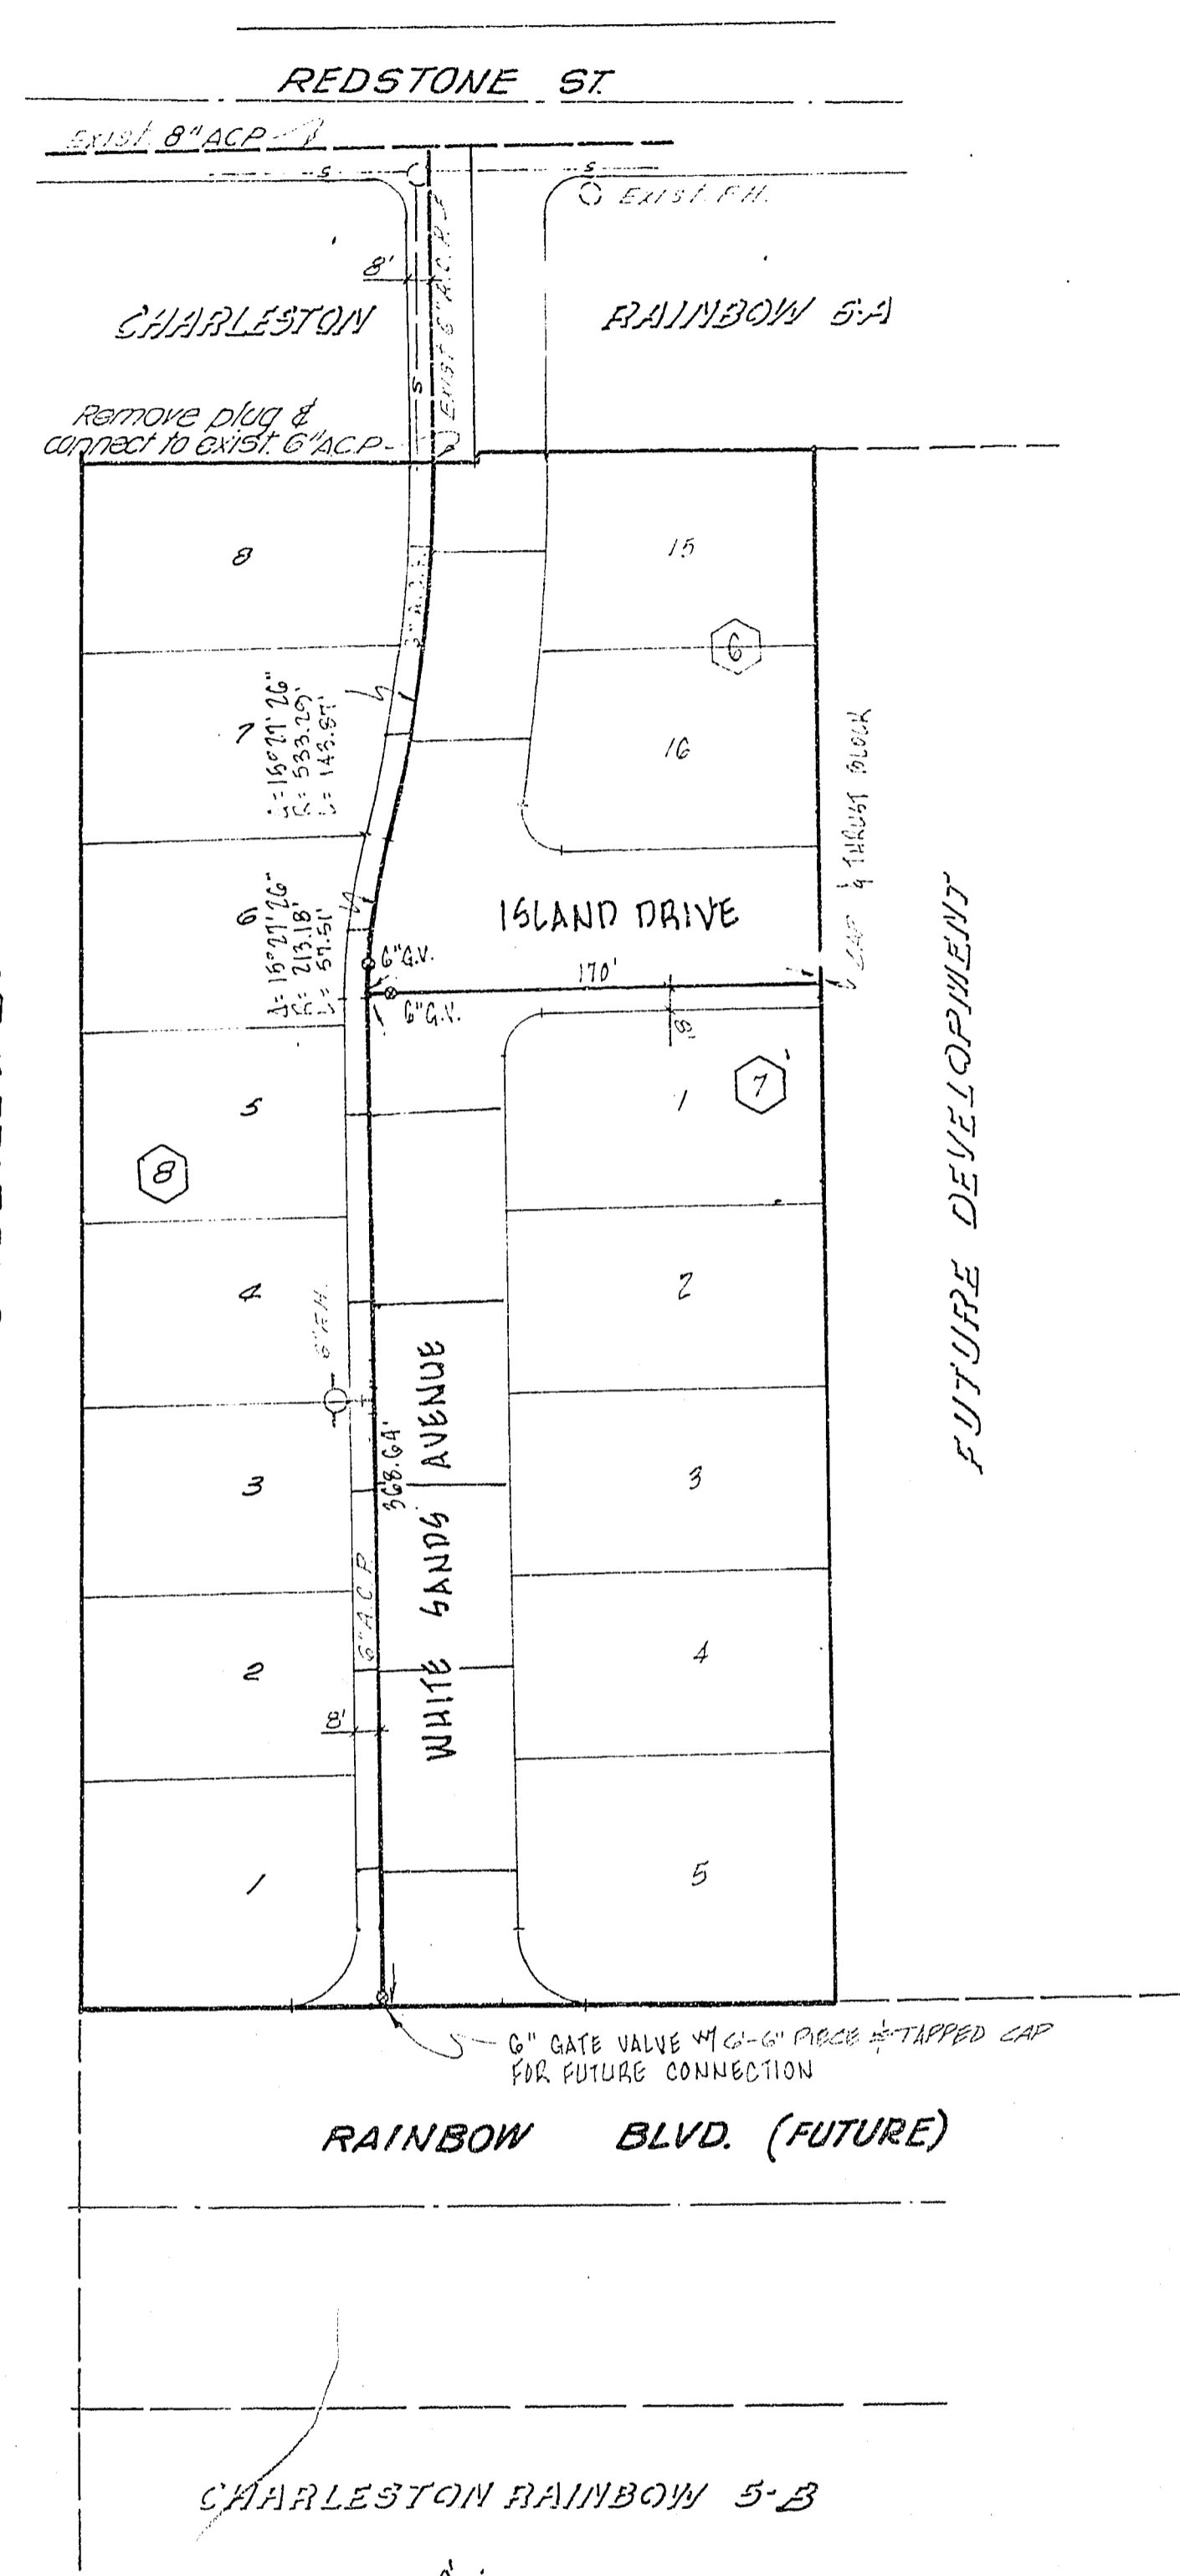 REDSTONE ST.
EXIST. 8" ACP
S
S
EXIST. F.H.
8'
EXIST 6" A.C.P.
CHARLESTON
RAINBOW 5-A
S
Remove plug &
connect to exist. 6" ACP
8
15
6" A.C.P.
6
7
Δ=15°27'26"
R= 533.29'
L= 143.87'
16
CAP & THRUST BLOCK
6
Δ=15°27'26"
R= 213.18'
L= 57.51'
ISLAND DRIVE
6" G.V.
170'
6" G.V.
8'
FUTURE DEVELOPMENT
5
1
7
8
4
2
6" F.H.
3
368.64'
WHITE SANDS AVENUE
3
6" A.C.P.
2
4
8'
1
5
6" GATE VALVE W/ 6'-6" PIECE & TAPPED CAP
FOR FUTURE CONNECTION
RAINBOW BLVD. (FUTURE)
CHARLESTON RAINBOW 5-B